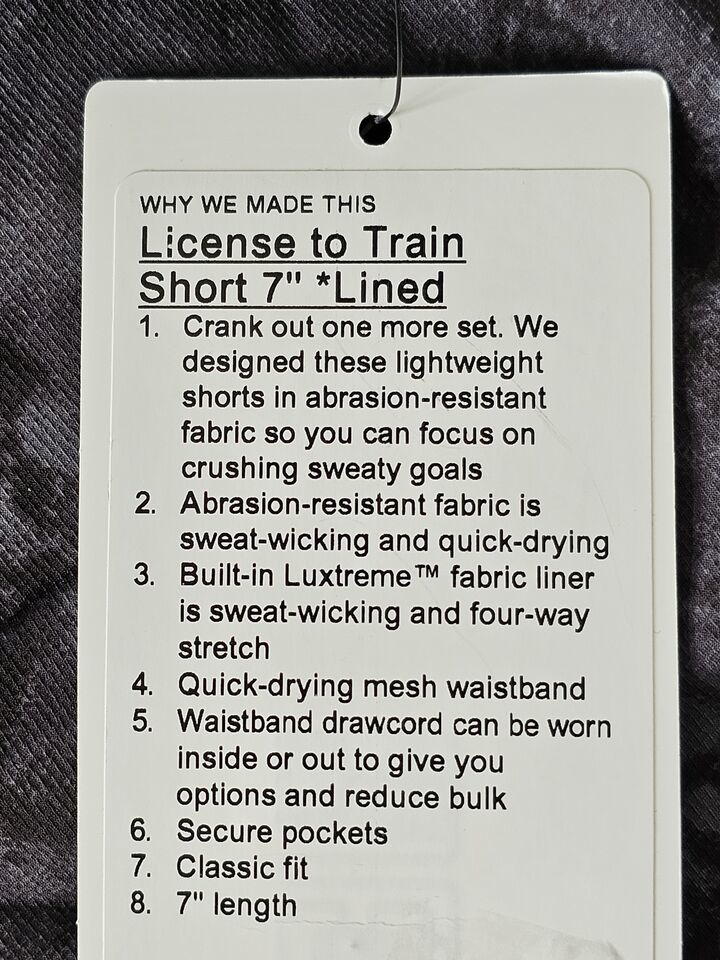 WHY WE MADE THIS
License to Train
Short 7" *Lined
1. Crank out one more set. We
designed these lightweight
shorts in abrasion-resistant
fabric so you can focus on
crushing sweaty goals
2. Abrasion-resistant fabric is
sweat-wicking and quick-drying
3. Built-in Luxtreme™ fabric liner
is sweat-wicking and four-way
stretch
4. Quick-drying mesh waistband
5. Waistband drawcord can be worn
inside or out to give you
options and reduce bulk
6. Secure pockets
7. Classic fit
8. 7" length